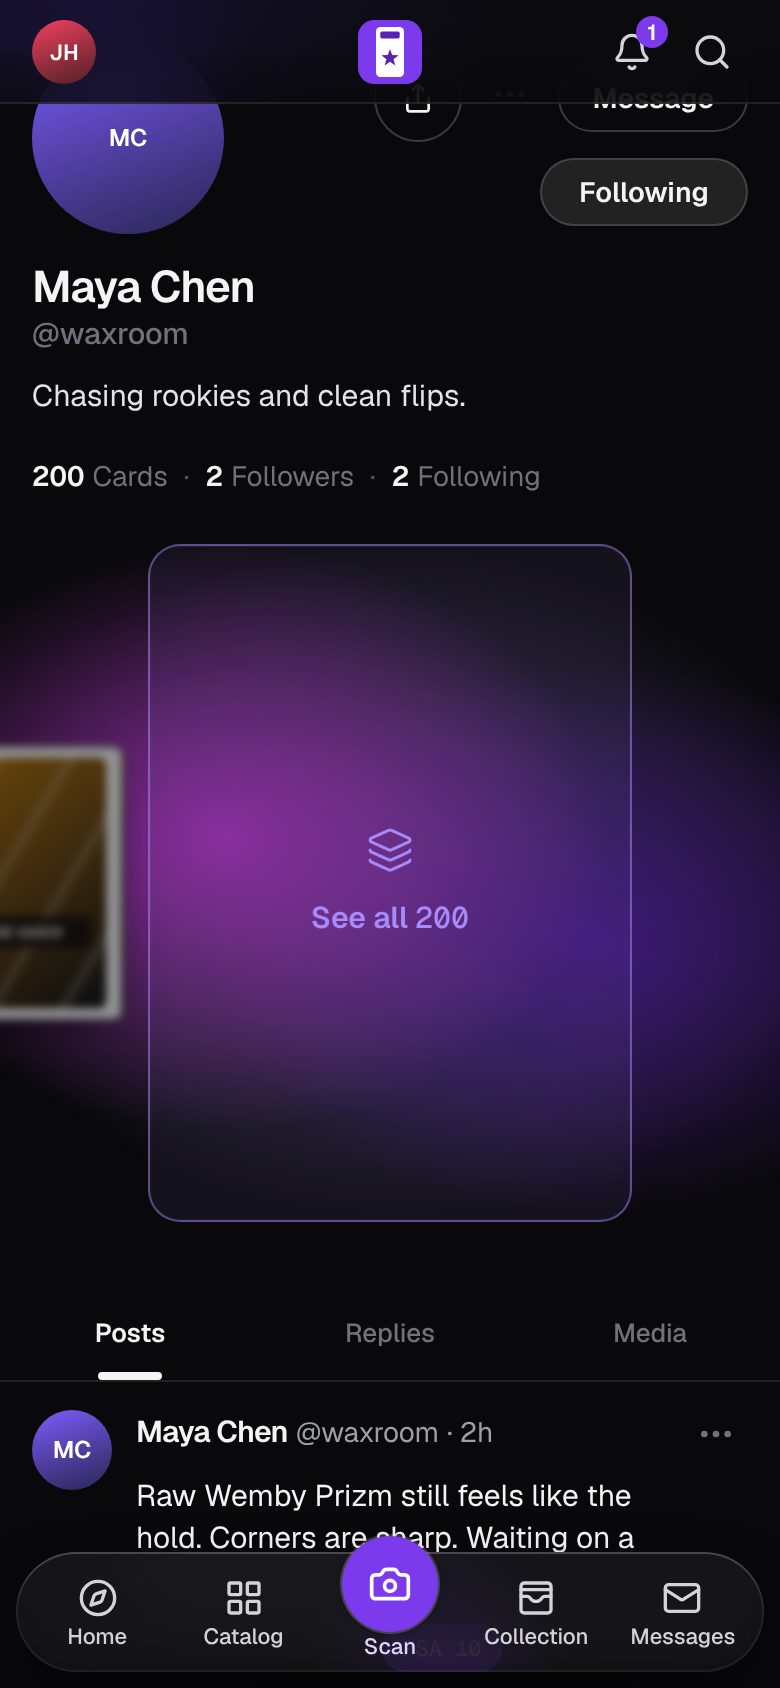 JH
1
MC
Message
Following
Maya Chen
@waxroom
Chasing rookies and clean flips.
200 Cards · 2 Followers · 2 Following
See all 200
Posts
Replies
Media
MC
Maya Chen @waxroom · 2h
Raw Wemby Prizm still feels like the
hold. Corners are sharp. Waiting on a
Home
Catalog
Scan
Collection
Messages